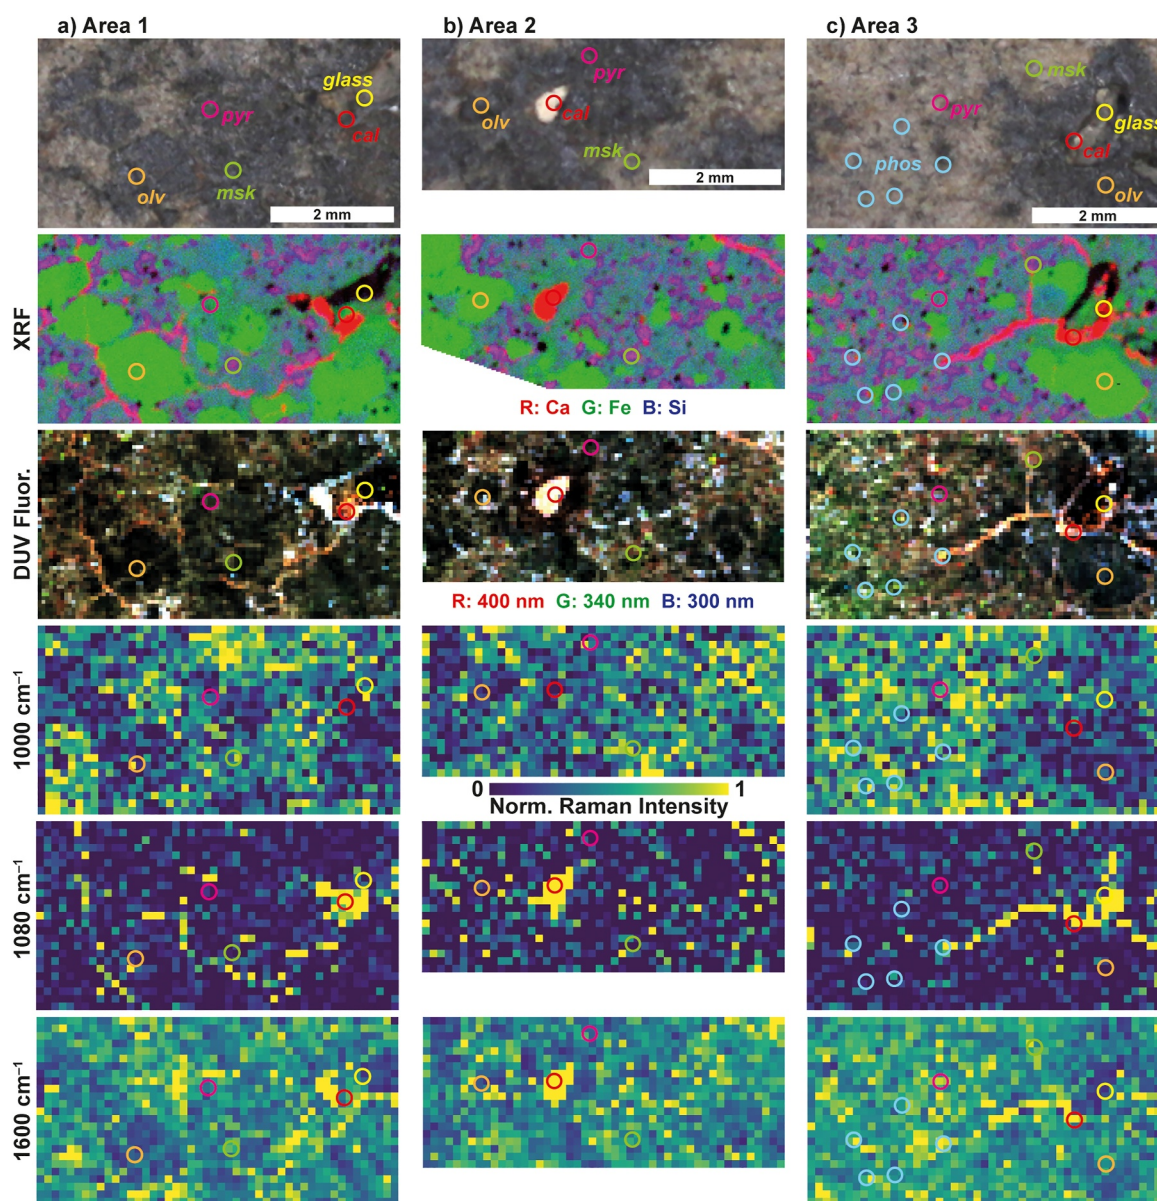 a) Area 1
b) Area 2
c) Area 3
glass
pyr
cal
olv
msk
2 mm
pyr
olv
cal
msk
2 mm
msk
pyr
glass
cal
phos
olv
2 mm
XRF
R: Ca G: Fe B: Si
DUV Fluor.
R: 400 nm G: 340 nm B: 300 nm
1000 cm⁻¹
0 1
Norm. Raman Intensity
1080 cm⁻¹
1600 cm⁻¹